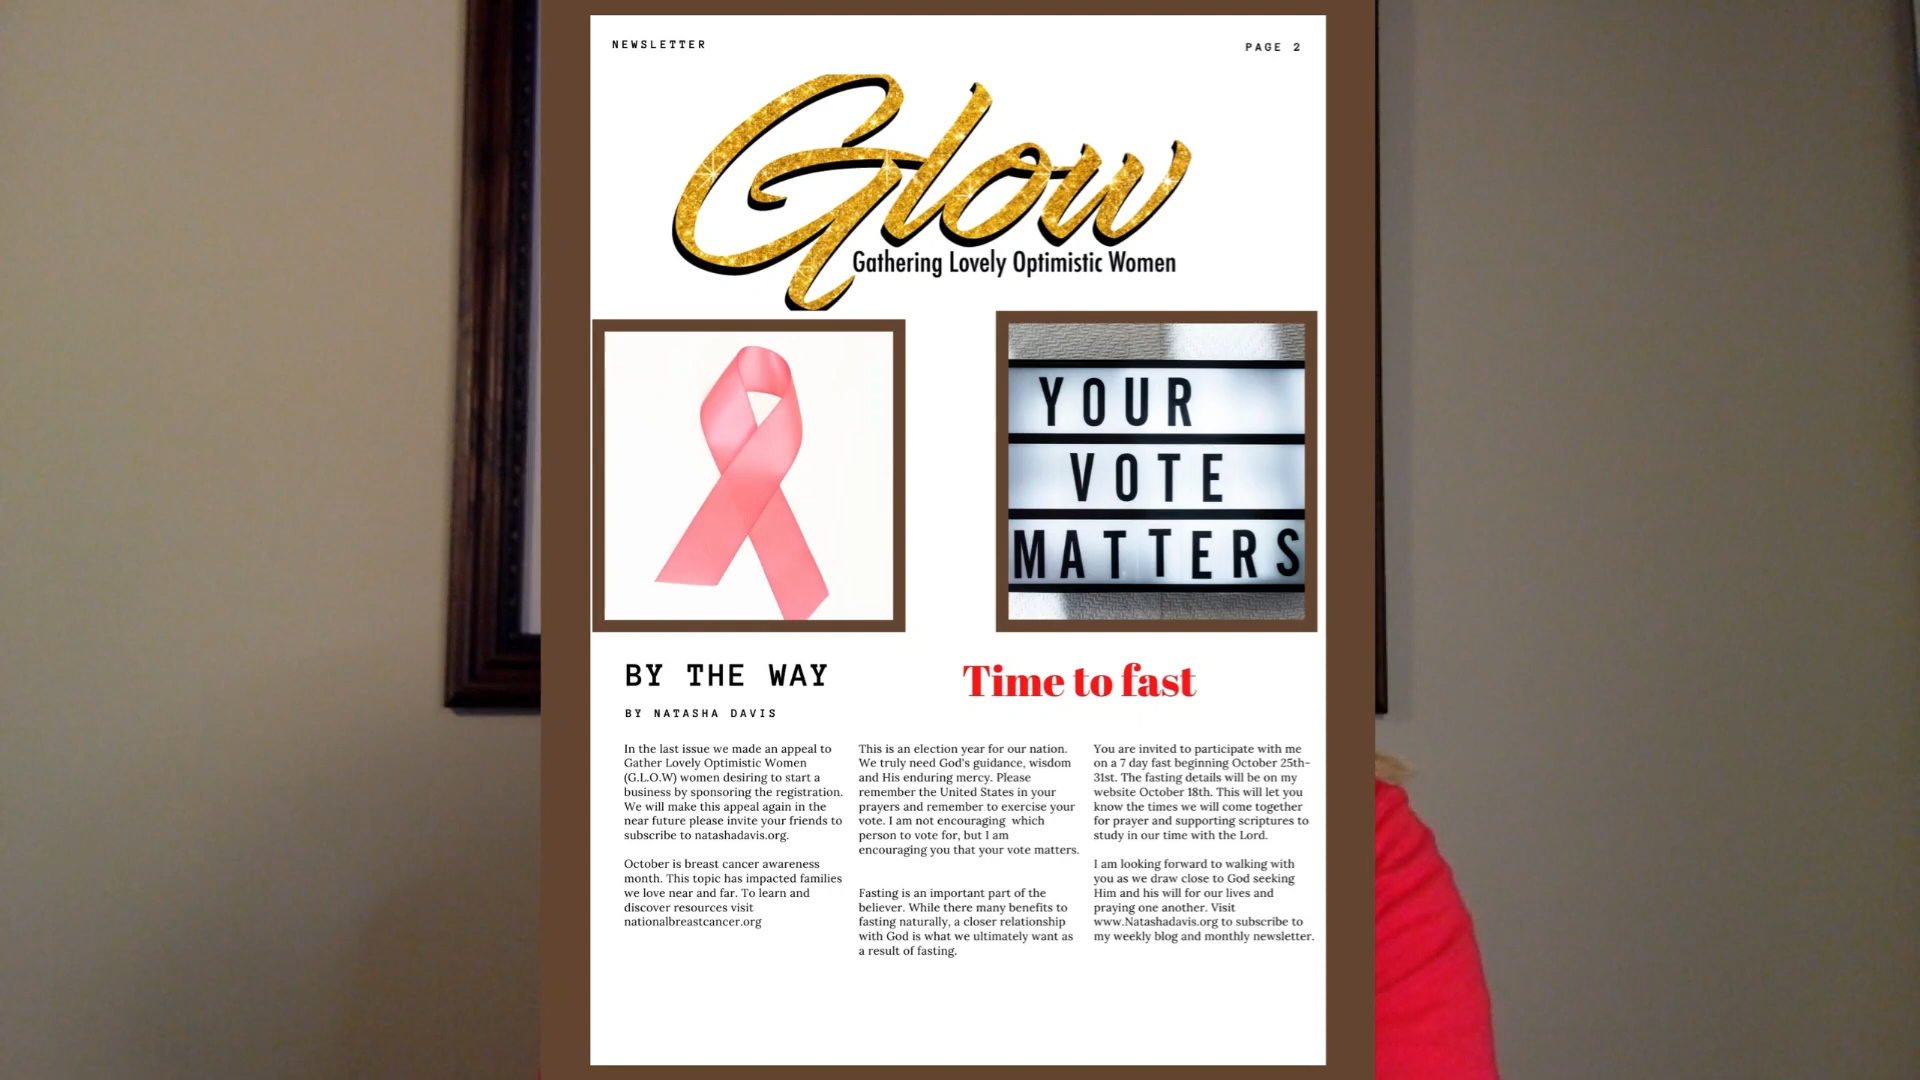 NEWSLETTER
PAGE 2
Glow
Gathering Lovely Optimistic Women
YOUR
VOTE
MATTERS
BY THE WAY
BY NATASHA DAVIS
In the last issue we made an appeal to
Gather Lovely Optimistic Women
(G.L.O.W) women desiring to start a
business by sponsoring the registration.
We will make this appeal again in the
near future please invite your friends to
subscribe to natashadavis.org.
October is breast cancer awareness
month. This topic has impacted families
we love near and far. To learn and
discover resources visit
nationalbreastcancer.org
Time to fast
This is an election year for our nation.
We truly need God's guidance, wisdom
and His enduring mercy. Please
remember the United States in your
prayers and remember to exercise your
vote. I am not encouraging which
person to vote for, but I am
encouraging you that your vote matters.
Fasting is an important part of the
believer. While there many benefits to
fasting naturally, a closer relationship
with God is what we ultimately want as
a result of fasting.
You are invited to participate with me
on a 7 day fast beginning October 25th-
31st. The fasting details will be on my
website October 18th. This will let you
know the times we will come together
for prayer and supporting scriptures to
study in our time with the Lord.
I am looking forward to walking with
you as we draw close to God seeking
Him and his will for our lives and
praying one another. Visit
www.Natashadavis.org to subscribe to
my weekly blog and monthly newsletter.